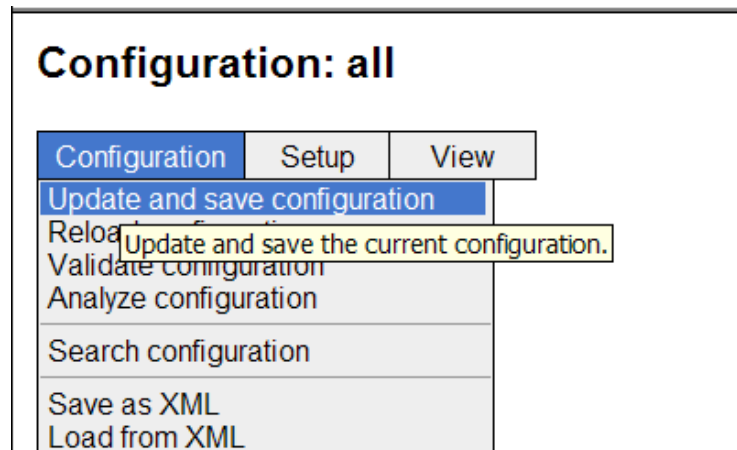 Configuration: all
Configuration Setup View
Update and save configuration
Update and save the current configuration.
Validate configuration
Analyze configuration
Search configuration
Save as XML
Load from XML